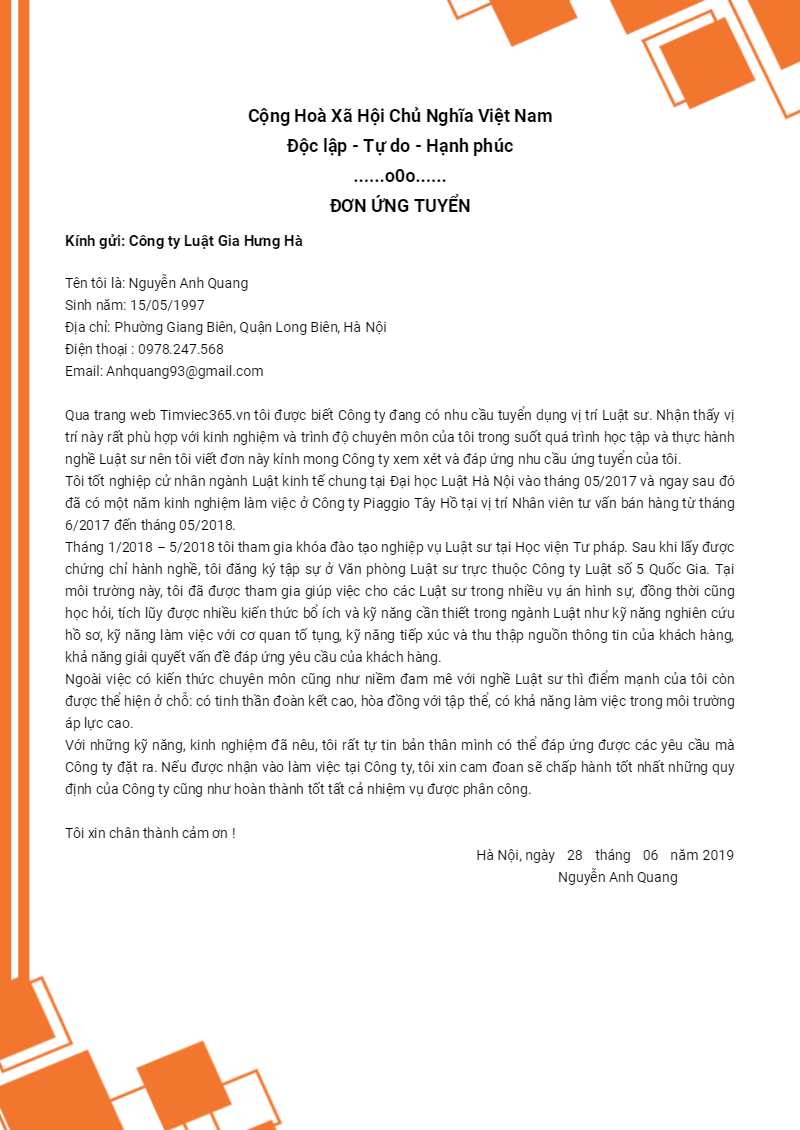 Cộng Hoà Xã Hội Chủ Nghĩa Việt Nam
Độc lập - Tự do - Hạnh phúc
......o0o......
ĐƠN ỨNG TUYỂN
Kính gửi: Công ty Luật Gia Hưng Hà
Tên tôi là: Nguyễn Anh Quang
Sinh năm: 15/05/1997
Địa chỉ: Phường Giang Biên, Quận Long Biên, Hà Nội
Điện thoại : 0978.247.568
Email: Anhquang93@gmail.com
Qua trang web Timviec365.vn tôi được biết Công ty đang có nhu cầu tuyển dụng vị trí Luật sư. Nhận thấy vị
trí này rất phù hợp với kinh nghiệm và trình độ chuyên môn của tôi trong suốt quá trình học tập và thực hành
nghề Luật sư nên tôi viết đơn này kính mong Công ty xem xét và đáp ứng nhu cầu ứng tuyển của tôi.
Tôi tốt nghiệp cử nhân ngành Luật kinh tế chung tại Đại học Luật Hà Nội vào tháng 05/2017 và ngay sau đó
đã có một năm kinh nghiệm làm việc ở Công ty Piaggio Tây Hồ tại vị trí Nhân viên tư vấn bán hàng từ tháng
6/2017 đến tháng 05/2018.
Tháng 1/2018 – 5/2018 tôi tham gia khóa đào tạo nghiệp vụ Luật sư tại Học viện Tư pháp. Sau khi lấy được
chứng chỉ hành nghề, tôi đăng ký tập sự ở Văn phòng Luật sư trực thuộc Công ty Luật số 5 Quốc Gia. Tại
môi trường này, tôi đã được tham gia giúp việc cho các Luật sư trong nhiều vụ án hình sự, đồng thời cũng
học hỏi, tích lũy được nhiều kiến thức bổ ích và kỹ năng cần thiết trong ngành Luật như kỹ năng nghiên cứu
hồ sơ, kỹ năng làm việc với cơ quan tố tụng, kỹ năng tiếp xúc và thu thập nguồn thông tin của khách hàng,
khả năng giải quyết vấn đề đáp ứng yêu cầu của khách hàng.
Ngoài việc có kiến thức chuyên môn cũng như niềm đam mê với nghề Luật sư thì điểm mạnh của tôi còn
được thể hiện ở chỗ: có tinh thần đoàn kết cao, hòa đồng với tập thể, có khả năng làm việc trong môi trường
áp lực cao.
Với những kỹ năng, kinh nghiệm đã nêu, tôi rất tự tin bản thân mình có thể đáp ứng được các yêu cầu mà
Công ty đặt ra. Nếu được nhận vào làm việc tại Công ty, tôi xin cam đoan sẽ chấp hành tốt nhất những quy
định của Công ty cũng như hoàn thành tốt tất cả nhiệm vụ được phân công.
Tôi xin chân thành cảm ơn !
Hà Nội, ngày 28 tháng 06 năm 2019
Nguyễn Anh Quang